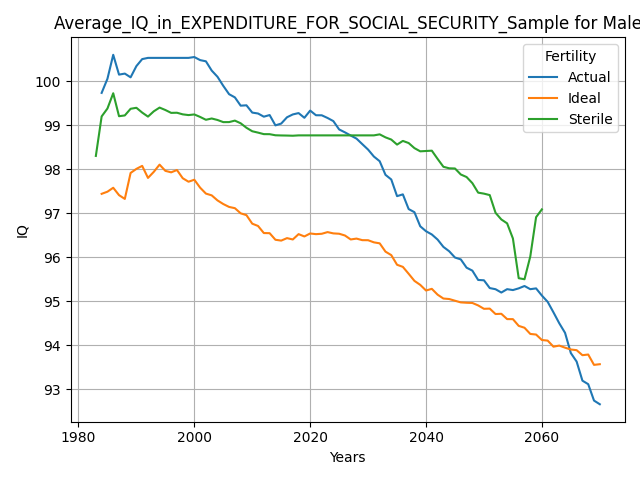 Average_IQ_in_EXPENDITURE_FOR_SOCIAL_SECURITY_Sample for Male
Fertility
Actual
Ideal
Sterile
100
99
98
97
96
95
94
93
IQ
1980 2000 2020 2040 2060
Years